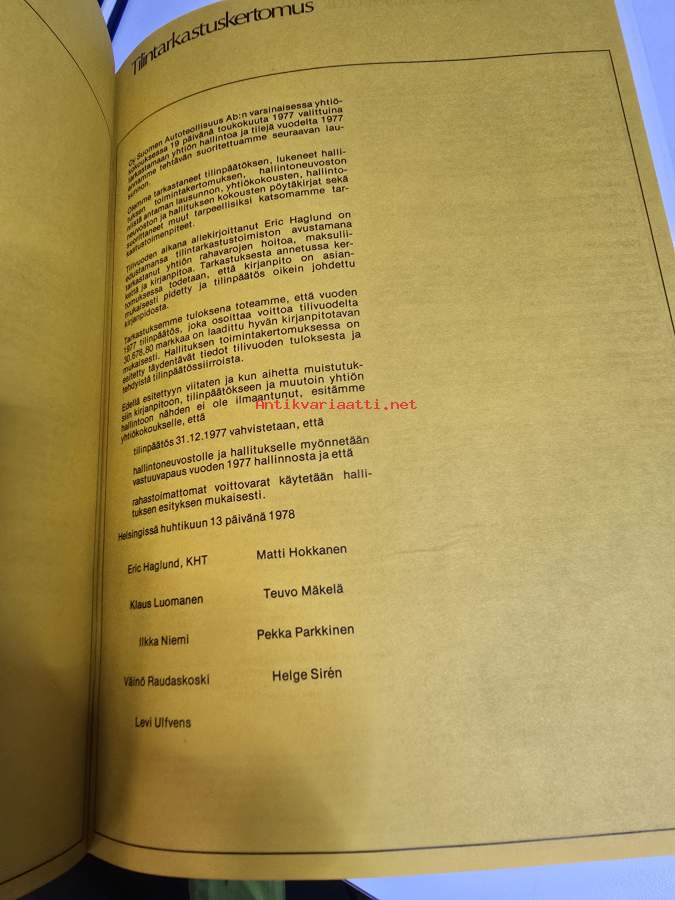 Tilintarkastuskertomus
Oy Suomen Autoteollisuus Ab:n varsinaisessa yhtiö-
kokouksessa 19 päivänä toukokuuta 1977 valittuina
tarkastamaan yhtiön hallintoa ja tilejä vuodelta 1977
annamme tehtävän suoritettuamme seuraavan lau-
sunnon.
Olemme tarkastaneet tilinpäätöksen, lukeneet halli-
tuksen toimintakertomuksen, hallintoneuvoston
niistä antaman lausunnon, yhtiökokousten, hallinto-
neuvoston ja hallituksen kokousten pöytäkirjat sekä
suorittaneet muut tarpeellisiksi katsomamme tar-
kastustoimenpiteet.
Tilivuoden aikana allekirjoittanut Eric Haglund on
edustamansa tilintarkastustoimiston avustamana
tarkastanut yhtiön rahavarojen hoitoa, maksulii-
kennä ja kirjanpitoa. Tarkastuksesta annetussa ker-
tomuksessa todetaan, että kirjanpito on asian-
mukaisesti pidetty ja tilinpäätös oikein johdettu
kirjanpidosta.
Tarkastuksemme tuloksena toteamme, että vuoden
1977 tilinpäätös, joka osoittaa voittoa tilivuodelta
30.678,80 markkaa on laadittu hyvän kirjanpitotavan
mukaisesti. Hallituksen toimintakertomuksessa on
esitetty täydentävät tiedot tilivuoden tuloksesta ja
tehdyistä tilinpäätössiirroista.
Edellä esitettyyn viitaten ja kun aihetta muistutuk-
siin kirjanpitoon, tilinpäätökseen ja muutoin yhtiön
hallintoon nähden ei ole ilmaantunut, esitämme
yhtiökokoukselle, että
tilinpäätös 31.12.1977 vahvistetaan, että
hallintoneuvostolle ja hallitukselle myönnetään
vastuuvapaus vuoden 1977 hallinnosta ja että
rahastoimattomat voittovarat käytetään halli-
tuksen esityksen mukaisesti.
Helsingissä huhtikuun 13 päivänä 1978
Eric Haglund, KHT
Matti Hokkanen
Klaus Luomanen
Teuvo Mäkelä
Ilkka Niemi
Pekka Parkkinen
Väinö Raudaskoski
Helge Sirén
Levi Ulfvens
Antikvariaatti.net